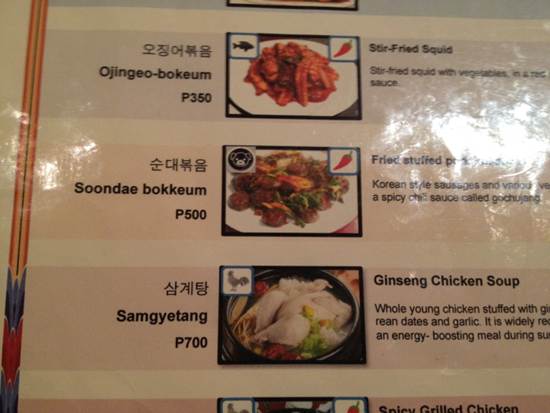 오징어볶음
Ojingeo-bokeum
P350
Stir-Fried Squid
Stir-fried squid with vegetables, in a red
sauce.
순대볶음
Soondae bokkeum
P500
Fried stuffed
Korean style sausages and various
a spicy chili sauce called gochujang.
삼계탕
Samgyetang
P700
Ginseng Chicken Soup
Whole young chicken stuffed with
rean dates and garlic. It is widely
an energy- boosting meal during
Spicy Grilled Chicken